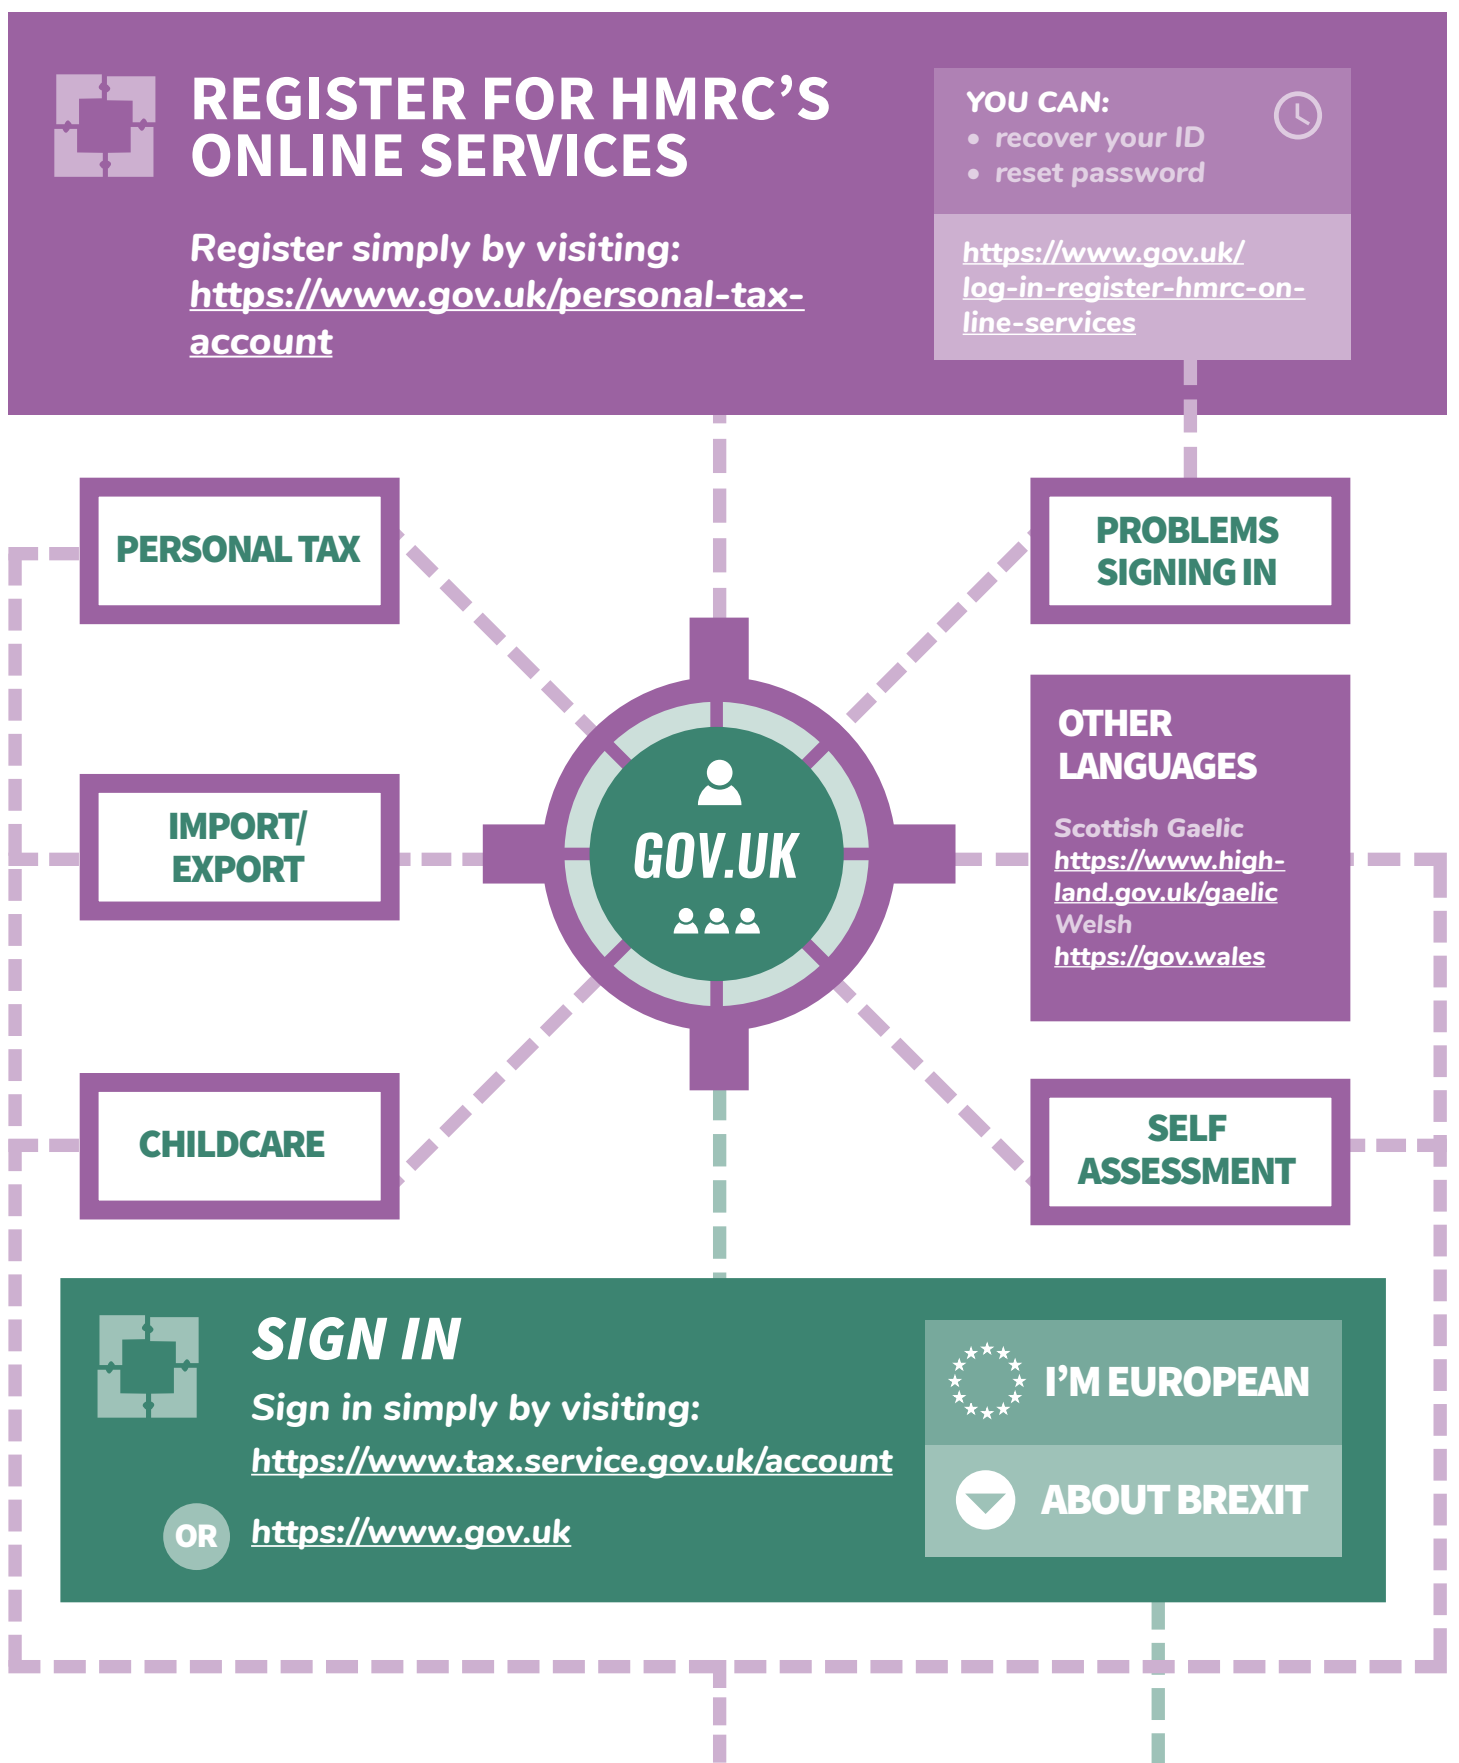 REGISTER FOR HMRC’S
ONLINE SERVICES
Register simply by visiting:
https://www.gov.uk/personal-tax-
account
YOU CAN:
• recover your ID
• reset password
https://www.gov.uk/
log-in-register-hmrc-on-
line-services
PERSONAL TAX
PROBLEMS
SIGNING IN
IMPORT/
EXPORT
GOV.UK
OTHER
LANGUAGES
Scottish Gaelic
https://www.high-
land.gov.uk/gaelic
Welsh
https://gov.wales
CHILDCARE
SELF
ASSESSMENT
SIGN IN
Sign in simply by visiting:
https://www.tax.service.gov.uk/account
OR https://www.gov.uk
I’M EUROPEAN
ABOUT BREXIT